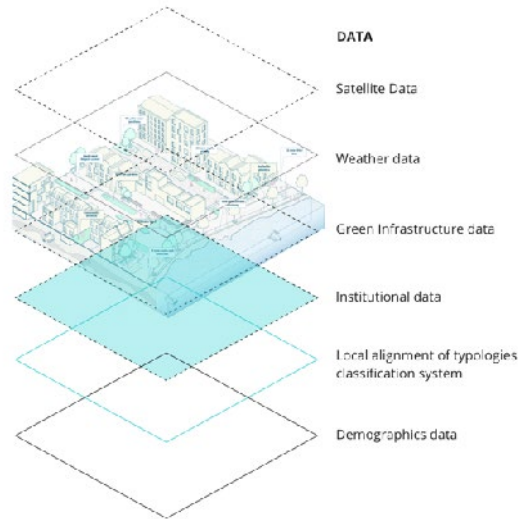 DATA
Satellite Data
Weather data
Green Infrastructure data
Institutional data
Local alignment of typologies
classification system
Demographics data